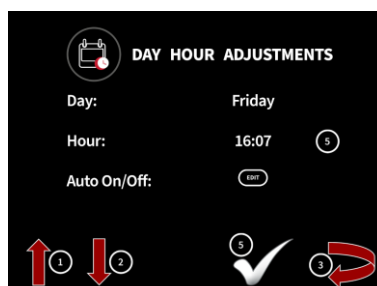 DAY HOUR ADJUSTMENTS
Day: Friday
Hour: 16:07 5
Auto On/Off: EDIT
1 2 5 3